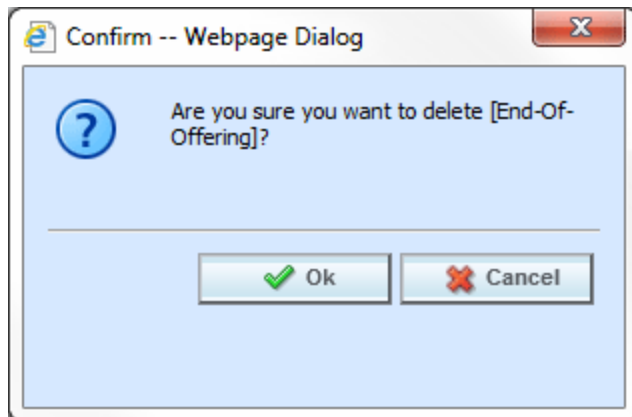 Confirm -- Webpage Dialog
Are you sure you want to delete [End-Of-
Offering]?
Ok
Cancel